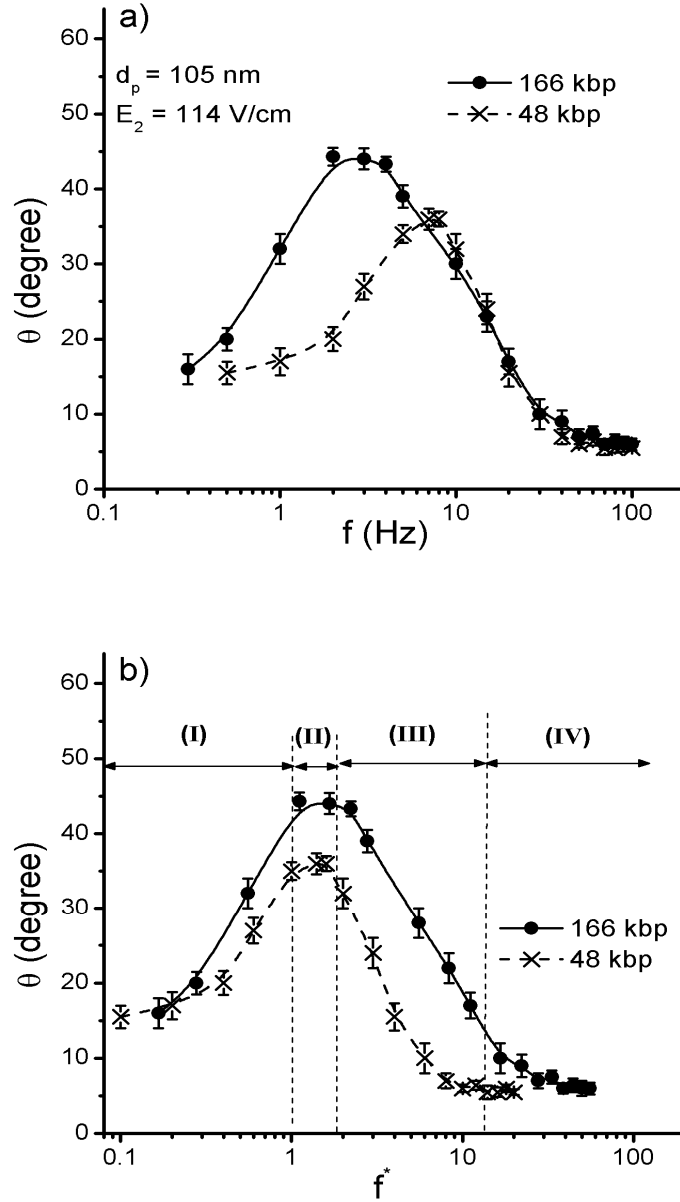 a)
60
50
40
30
20
10
0
θ (degree)
dp = 105 nm
E2 = 114 V/cm
166 kbp
48 kbp
0.1
1
10
100
f (Hz)
b)
60
50
40
30
20
10
0
θ (degree)
(I)
(II)
(III)
(IV)
166 kbp
48 kbp
0.1
1
10
100
f*